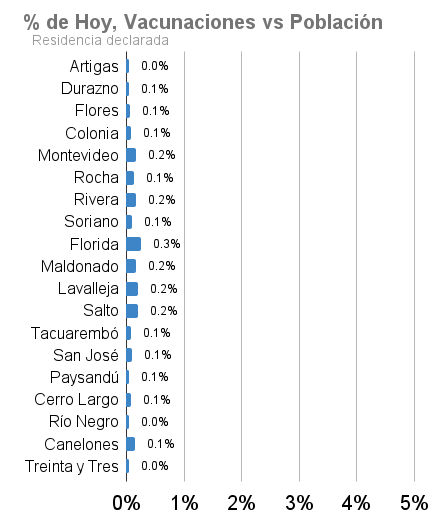 % de Hoy, Vacunaciones vs Población
Residencia declarada
Artigas 0.0%
Durazno 0.1%
Flores 0.1%
Colonia 0.1%
Montevideo 0.2%
Rocha 0.1%
Rivera 0.2%
Soriano 0.1%
Florida 0.3%
Maldonado 0.2%
Lavalleja 0.2%
Salto 0.2%
Tacuarembó 0.1%
San José 0.1%
Paysandú 0.1%
Cerro Largo 0.1%
Río Negro 0.0%
Canelones 0.1%
Treinta y Tres 0.0%
0% 1% 2% 3% 4% 5%